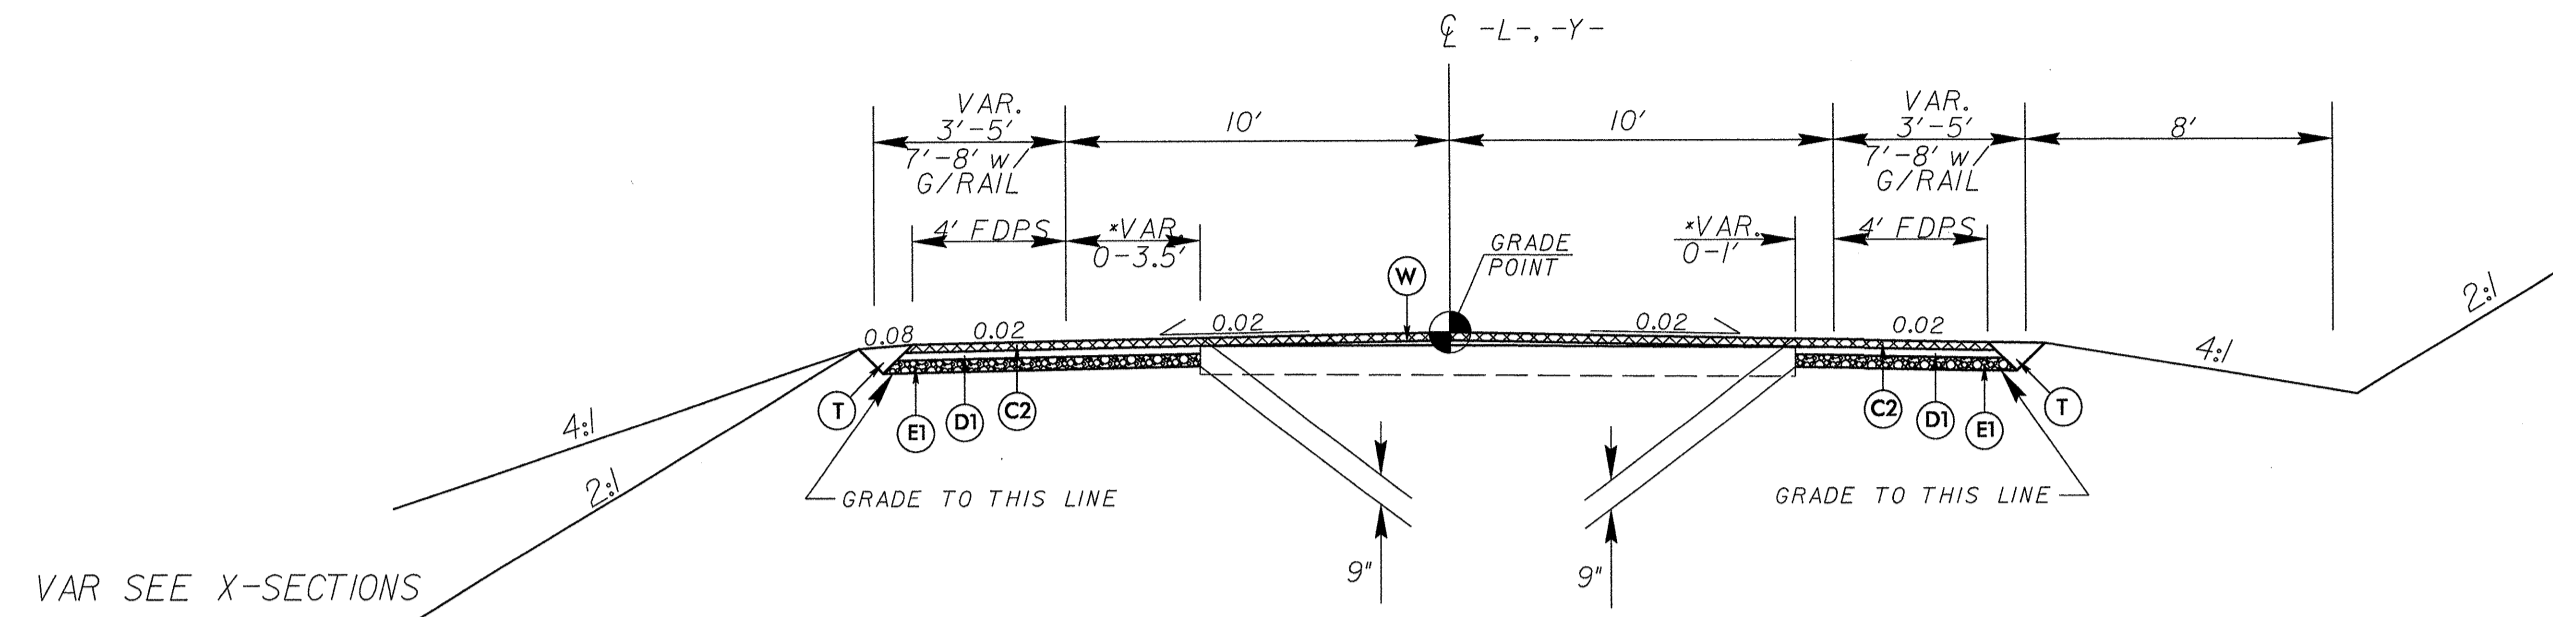 ℄ -L-, -Y-
VAR.
3'-5'
7'-8' w/
G/RAIL
10'
10'
VAR.
3'-5'
7'-8' w/
G/RAIL
8'
4' FDPS
*VAR.
0-3.5'
*VAR.
0-1'
4' FDPS
GRADE
POINT
W
0.08
0.02
0.02
0.02
0.02
2:1
4:1
4:1
2:1
T
E1
D1
C2
C2
D1
E1
T
GRADE TO THIS LINE
GRADE TO THIS LINE
9"
9"
VAR SEE X-SECTIONS